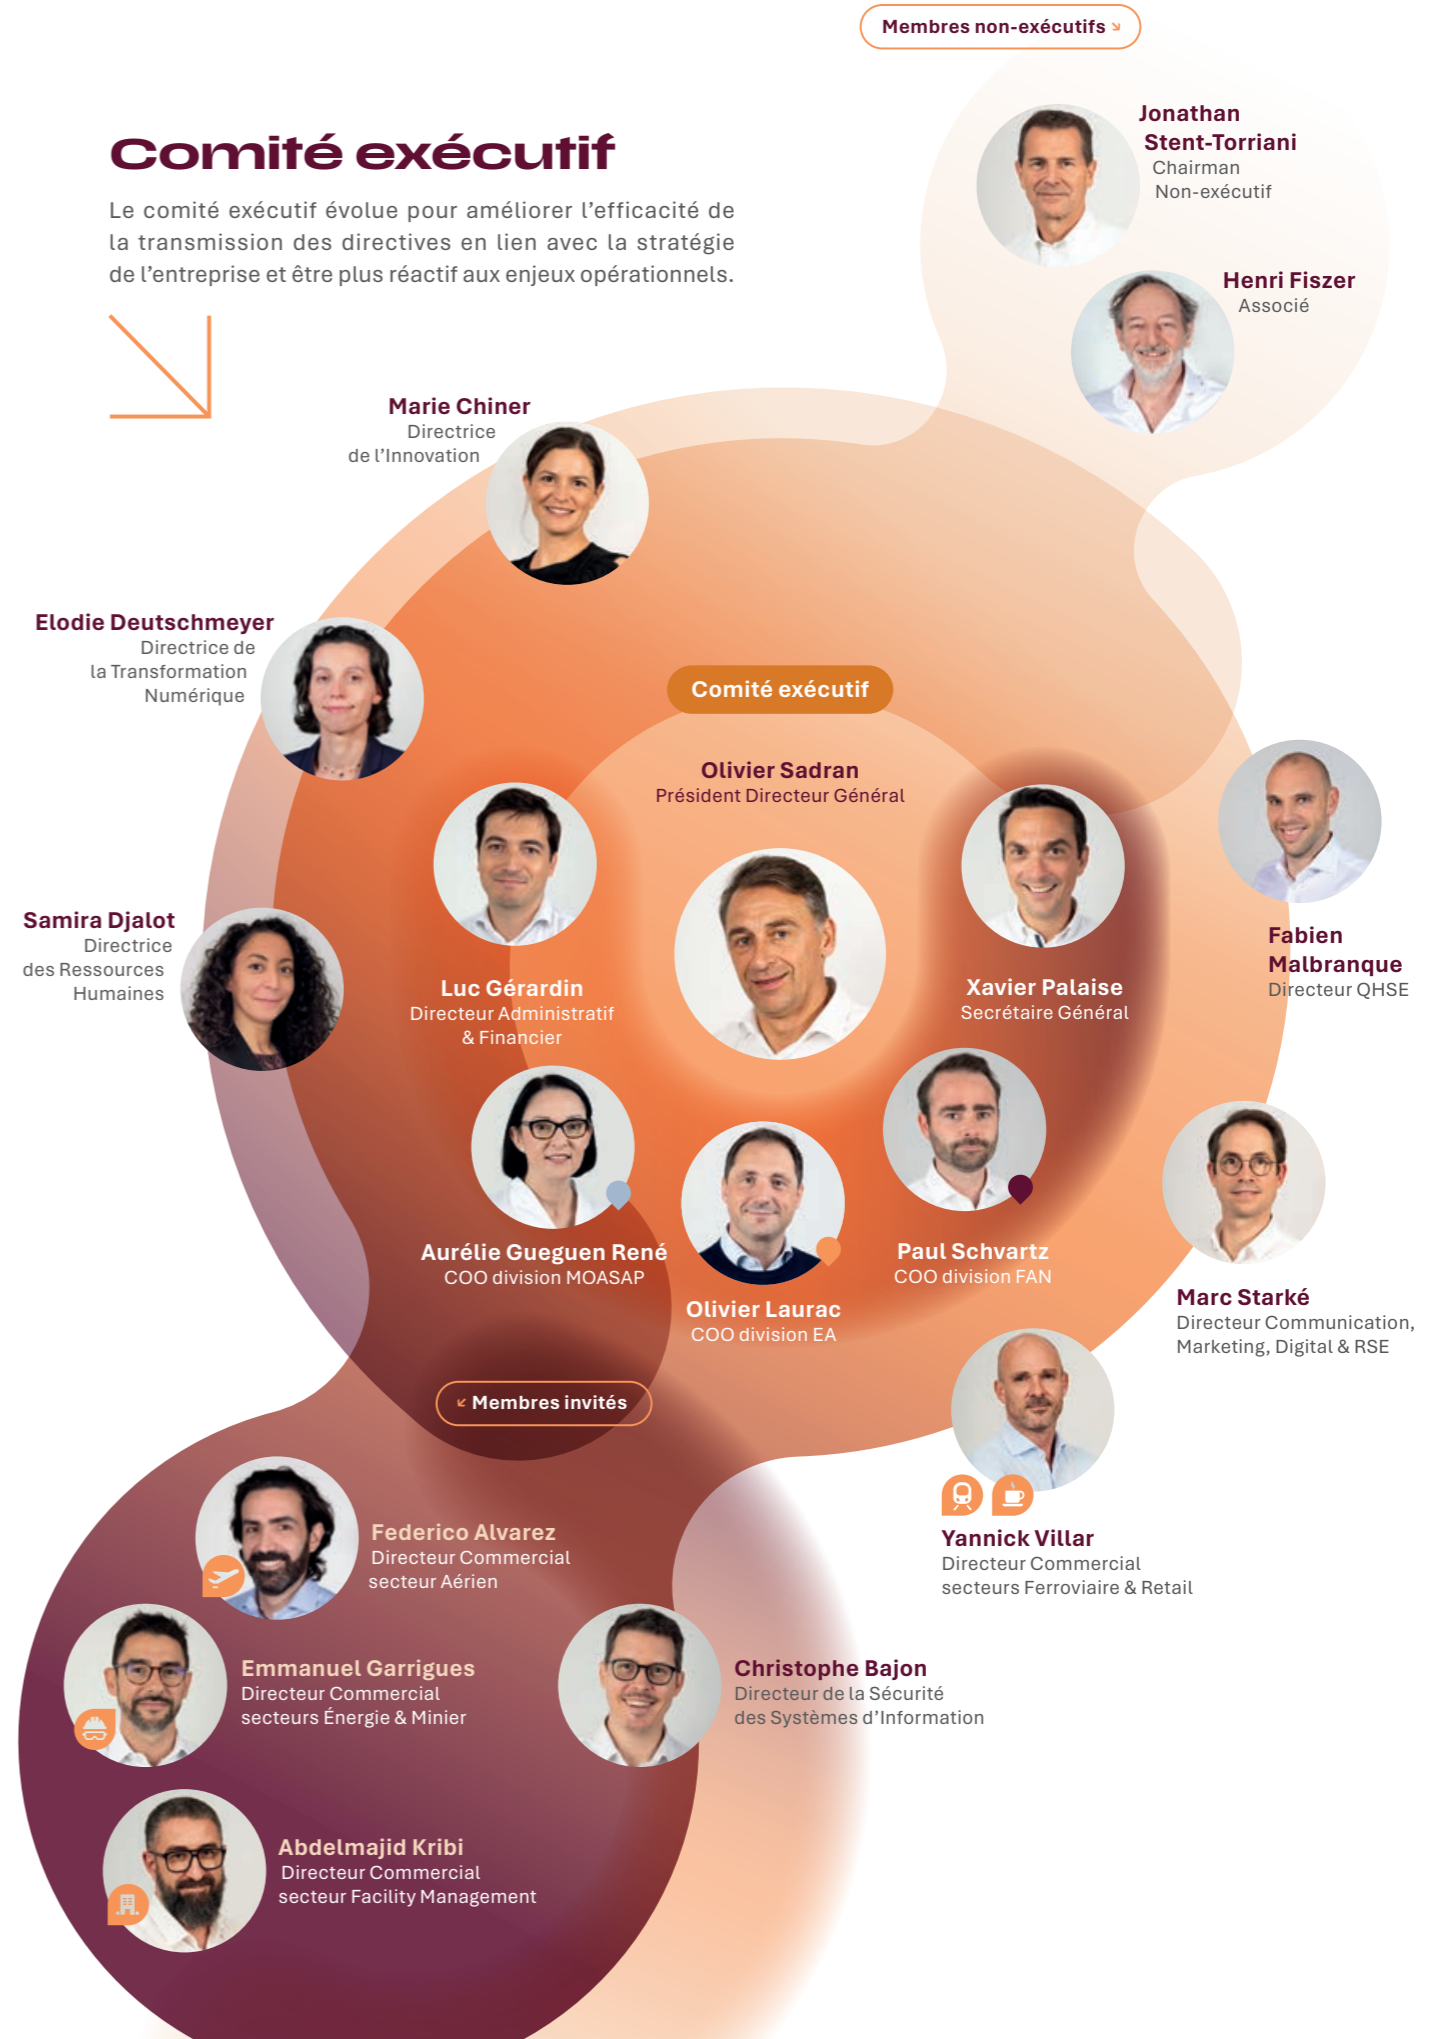 Membres non-exécutifs
Comité exécutif
Le comité exécutif évolue pour améliorer l’efficacité de
la transmission des directives en lien avec la stratégie
de l’entreprise et être plus réactif aux enjeux opérationnels.
Jonathan
Stent-Torriani
Chairman
Non-exécutif
Henri Fiszer
Associé
Marie Chiner
Directrice
de l’Innovation
Elodie Deutschmeyer
Directrice de
la Transformation
Numérique
Comité exécutif
Olivier Sadran
Président Directeur Général
Samira Djalot
Directrice
des Ressources
Humaines
Luc Gérardin
Directeur Administratif
& Financier
Xavier Palaise
Secrétaire Général
Fabien
Malbranque
Directeur QHSE
Aurélie Gueguen René
COO division MOASAP
Olivier Laurac
COO division EA
Paul Schvartz
COO division FAN
Marc Starké
Directeur Communication,
Marketing, Digital & RSE
Membres invités
Yannick Villar
Directeur Commercial
secteurs Ferroviaire & Retail
Federico Alvarez
Directeur Commercial
secteur Aérien
Emmanuel Garrigues
Directeur Commercial
secteurs Énergie & Minier
Christophe Bajon
Directeur de la Sécurité
des Systèmes d’Information
Abdelmajid Kribi
Directeur Commercial
secteur Facility Management